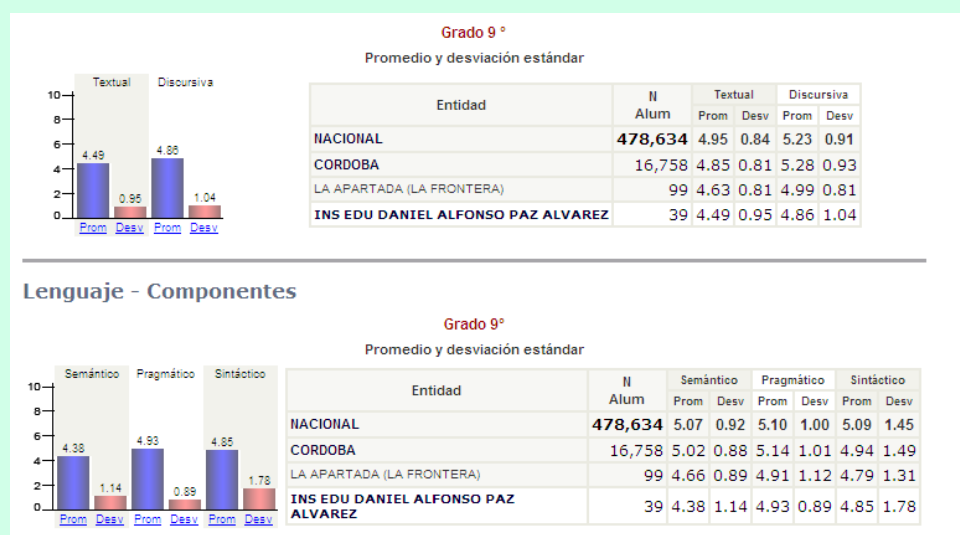 Grado 9 °
Promedio y desviación estándar
Textual Discursiva
10
8
6
4
2
0
4.49 0.95 4.86 1.04
Prom Desv Prom Desv
Entidad N Alum Textual Discursiva
Prom Desv Prom Desv
NACIONAL 478,634 4.95 0.84 5.23 0.91
CORDOBA 16,758 4.85 0.81 5.28 0.93
LA APARTADA (LA FRONTERA) 99 4.63 0.81 4.99 0.81
INS EDU DANIEL ALFONSO PAZ ALVAREZ 39 4.49 0.95 4.86 1.04
Lenguaje - Componentes
Grado 9°
Promedio y desviación estándar
Semántico Pragmático Sintáctico
10
8
6
4
2
0
4.38 1.14 4.93 0.89 4.85 1.78
Prom Desv Prom Desv Prom Desv
Entidad N Alum Semántico Pragmático Sintáctico
Prom Desv Prom Desv Prom Desv
NACIONAL 478,634 5.07 0.92 5.10 1.00 5.09 1.45
CORDOBA 16,758 5.02 0.88 5.14 1.01 4.94 1.49
LA APARTADA (LA FRONTERA) 99 4.66 0.89 4.91 1.12 4.79 1.31
INS EDU DANIEL ALFONSO PAZ
ALVAREZ 39 4.38 1.14 4.93 0.89 4.85 1.78